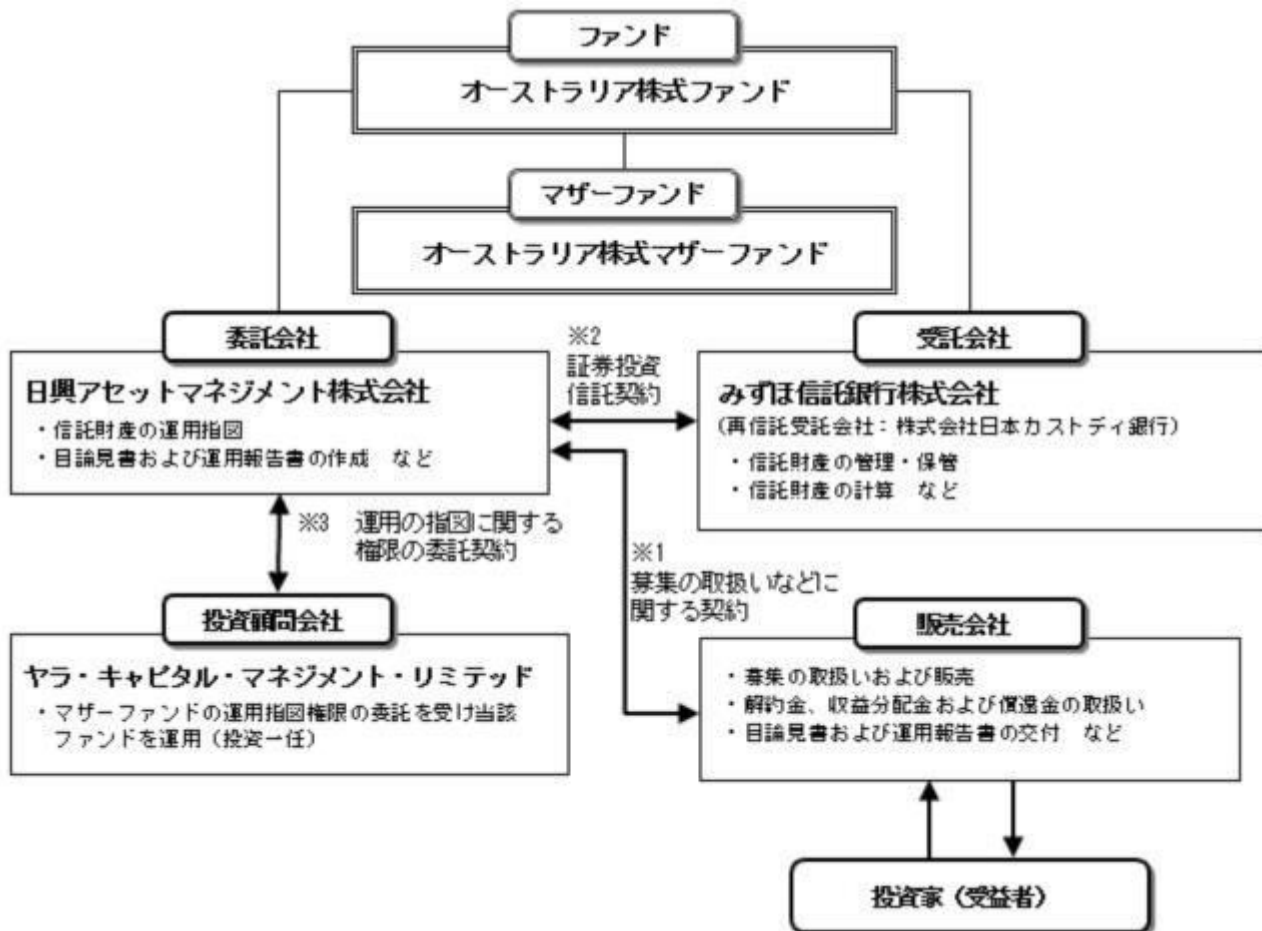 ファンド
オーストラリア株式ファンド
マザーファンド
オーストラリア株式マザーファンド
委託会社
日興アセットマネジメント株式会社
・信託財産の運用指図
・目論見書および運用報告書の作成　など
※2
証券投資
信託契約
受託会社
みずほ信託銀行株式会社
（再信託受託会社：株式会社日本カストディ銀行）
・信託財産の管理・保管
・信託財産の計算　など
※3　運用の指図に関する
権限の委託契約
※1
募集の取扱いなどに
関する契約
投資顧問会社
ヤラ・キャピタル・マネジメント・リミテッド
・マザーファンドの運用指図権限の委託を受け当該
ファンドを運用（投資一任）
販売会社
・募集の取扱いおよび販売
・解約金、収益分配金および償還金の取扱い
・目論見書および運用報告書の交付　など
投資家（受益者）